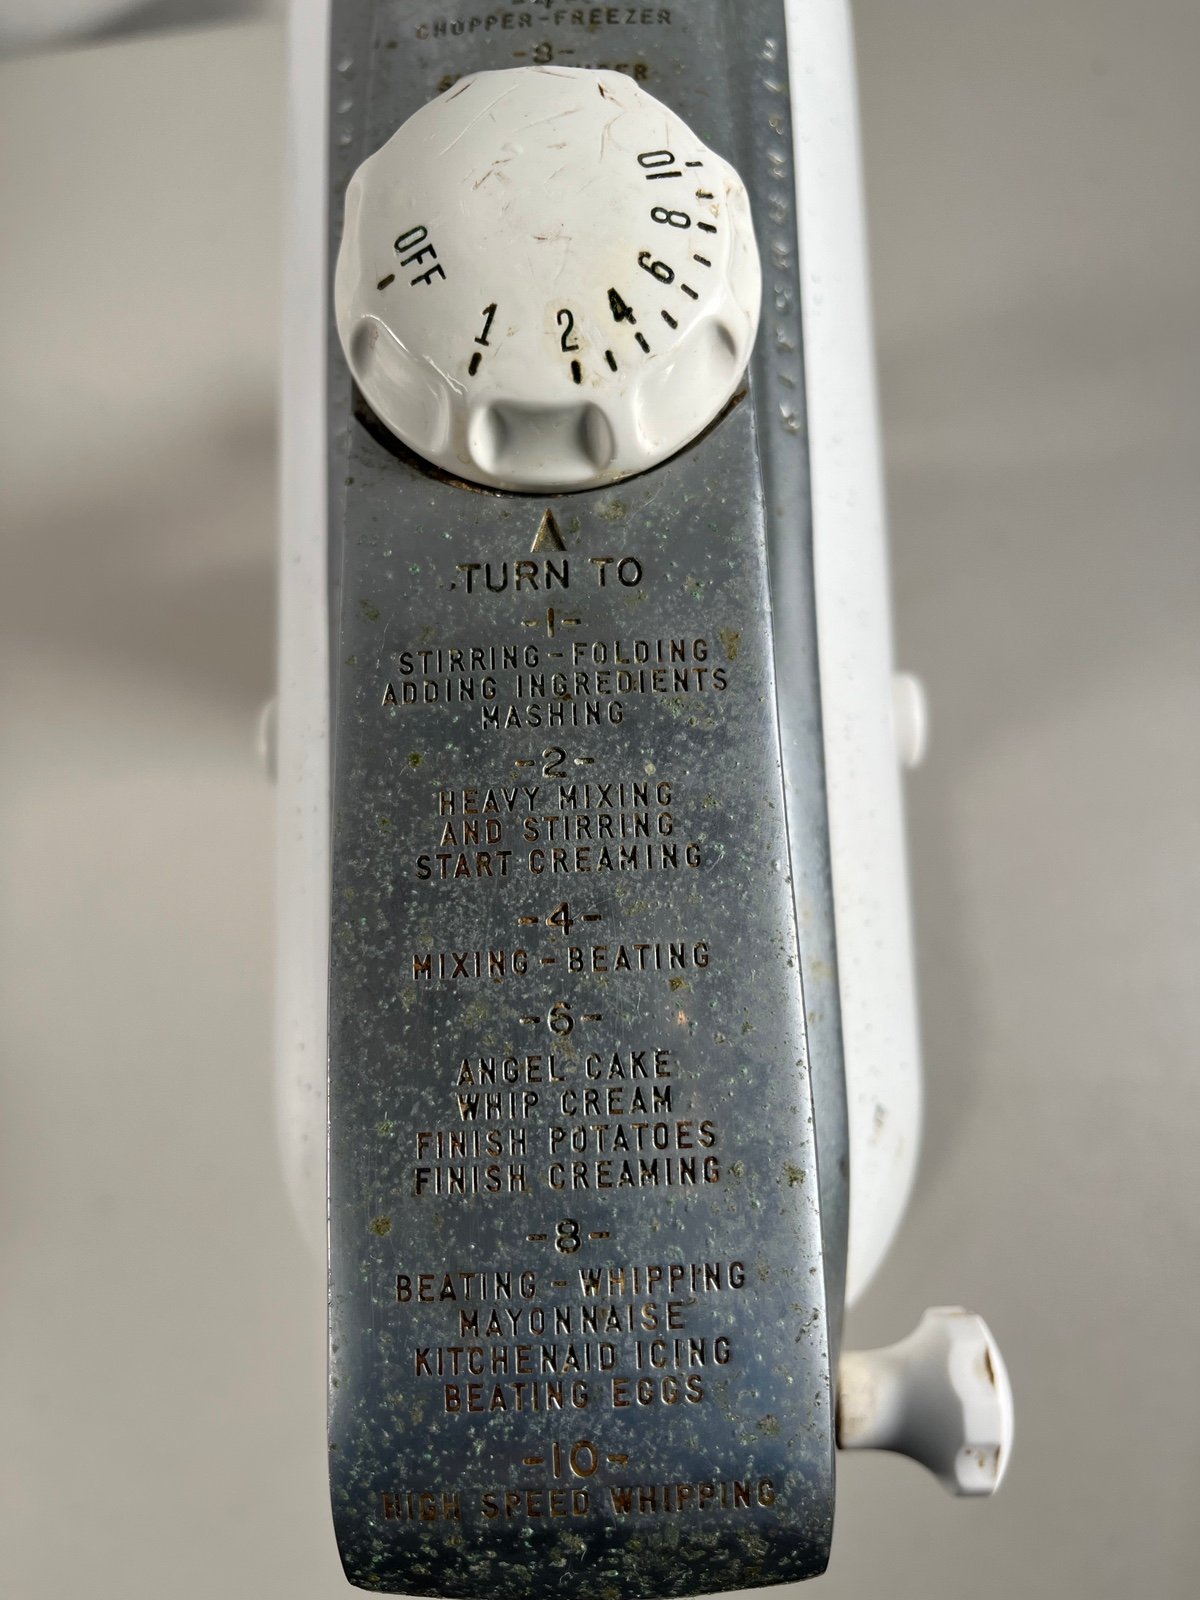 CHOPPER-FREEZER
OFF
1
2
4
6
8
10
TURN TO
-1-
STIRRING-FOLDING
ADDING INGREDIENTS
MASHING
-2-
HEAVY MIXING
AND STIRRING
START CREAMING
-4-
MIXING-BEATING
-6-
ANGEL CAKE
WHIP CREAM
FINISH POTATOES
FINISH CREAMING
-8-
BEATING-WHIPPING
MAYONNAISE
KITCHENAID ICING
BEATING EGGS
-10-
HIGH SPEED WHIPPING